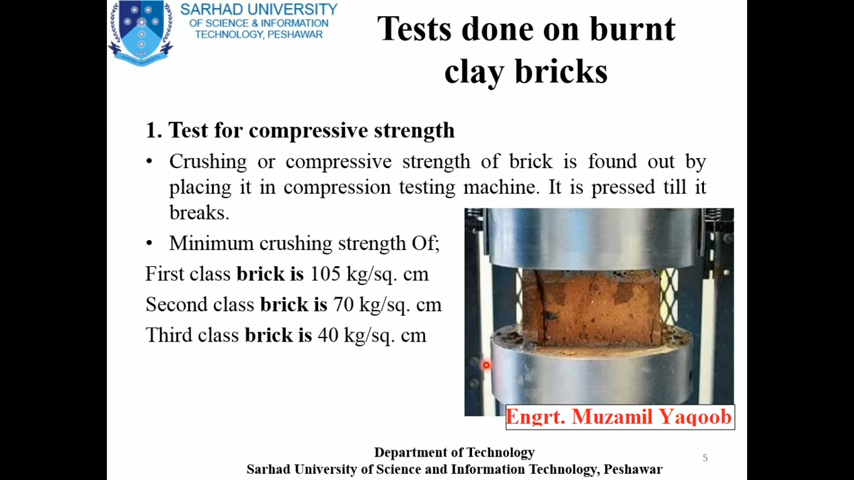 SARHAD UNIVERSITY
OF SCIENCE & INFORMATION
TECHNOLOGY, PESHAWAR
Tests done on burnt
clay bricks
1. Test for compressive strength
• Crushing or compressive strength of brick is found out by
placing it in compression testing machine. It is pressed till it
breaks.
• Minimum crushing strength Of;
First class brick is 105 kg/sq. cm
Second class brick is 70 kg/sq. cm
Third class brick is 40 kg/sq. cm
Engrt. Muzamil Yaqoob
Department of Technology
Sarhad University of Science and Information Technology, Peshawar
5